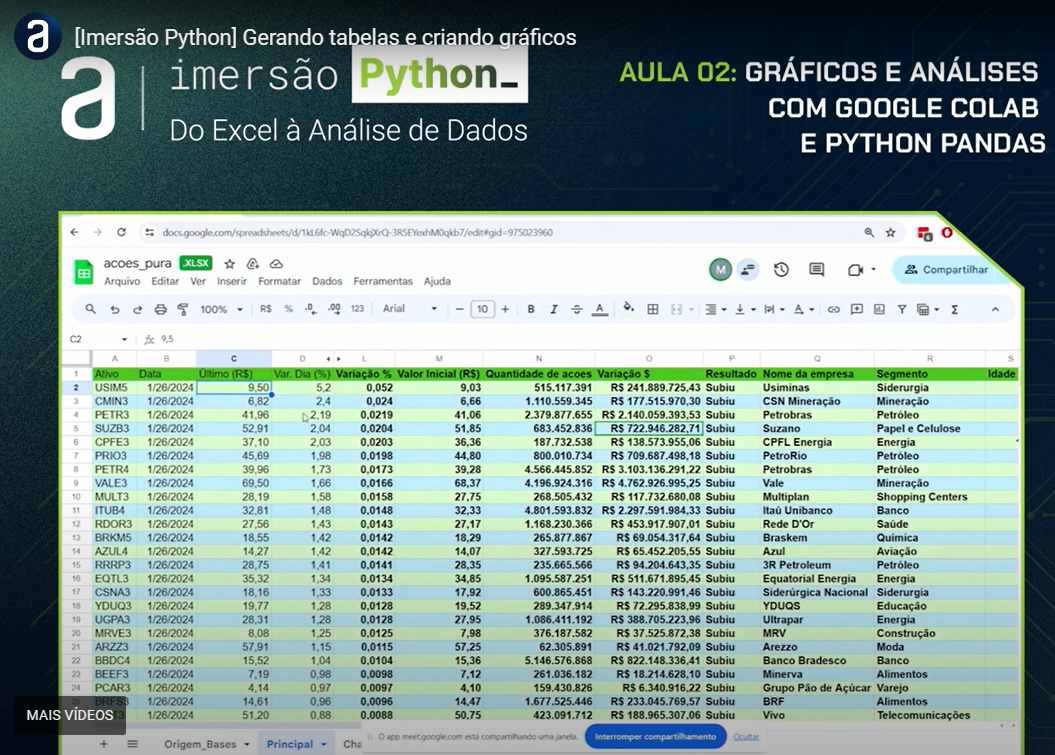 [Imersão Python] Gerando tabelas e criando gráficos
a imersão Python_
Do Excel à Análise de Dados
AULA 02: GRÁFICOS E ANÁLISES
COM GOOGLE COLAB
E PYTHON PANDAS
docs.google.com/spreadsheets/d/1kL6fc-WqD2SqkjXrQ-3R5EYexhM0qkb7/edit#gid=975023960
acoes_pura .XLSX
Arquivo Editar Ver Inserir Formatar Dados Ferramentas Ajuda
M
Compartilhar
100% R$ % .0 .00 123 Arial 10 B I A
C2 fx 9,5
A B C D L M N O P Q R S
1 Ativo Data Último (R$) Var. Dia (%) Variação % Valor Inicial (R$) Quantidade de acoes Variação $ Resultado Nome da empresa Segmento Idade
2 USIM5 1/26/2024 9,50 5,2 0,052 9,03 515.117.391 R$ 241.889.725,43 Subiu Usiminas Siderurgia
3 CMIN3 1/26/2024 6,82 2,4 0,024 6,66 1.110.559.345 R$ 177.515.970,30 Subiu CSN Mineração Mineração
4 PETR3 1/26/2024 41,96 2,19 0,0219 41,06 2.379.877.655 R$ 2.140.059.393,53 Subiu Petrobras Petróleo
5 SUZB3 1/26/2024 52,91 2,04 0,0204 51,85 683.452.836 R$ 722.946.282,71 Subiu Suzano Papel e Celulose
6 CPFE3 1/26/2024 37,10 2,03 0,0203 36,36 187.732.538 R$ 138.573.955,06 Subiu CPFL Energia Energia
7 PRIO3 1/26/2024 45,69 1,98 0,0198 44,80 800.010.734 R$ 709.687.498,18 Subiu PetroRio Petróleo
8 PETR4 1/26/2024 39,96 1,73 0,0173 39,28 4.566.445.852 R$ 3.103.136.291,22 Subiu Petrobras Petróleo
9 VALE3 1/26/2024 69,50 1,66 0,0166 68,37 4.196.924.316 R$ 4.762.926.995,25 Subiu Vale Mineração
10 MULT3 1/26/2024 28,19 1,58 0,0158 27,75 268.505.432 R$ 117.732.680,08 Subiu Multiplan Shopping Centers
11 ITUB4 1/26/2024 32,81 1,48 0,0148 32,33 4.801.593.832 R$ 2.297.591.984,33 Subiu Itaú Unibanco Banco
12 RDOR3 1/26/2024 27,56 1,43 0,0143 27,17 1.168.230.366 R$ 453.917.907,01 Subiu Rede D'Or Saúde
13 BRKM5 1/26/2024 18,55 1,42 0,0142 18,29 265.877.867 R$ 69.054.317,64 Subiu Braskem Química
14 AZUL4 1/26/2024 14,27 1,42 0,0142 14,07 327.593.725 R$ 65.452.205,55 Subiu Azul Aviação
15 RRRP3 1/26/2024 28,75 1,41 0,0141 28,35 235.665.566 R$ 94.204.643,35 Subiu 3R Petroleum Petróleo
16 EQTL3 1/26/2024 35,32 1,34 0,0134 34,85 1.095.587.251 R$ 511.671.895,45 Subiu Equatorial Energia Energia
17 CSNA3 1/26/2024 18,16 1,33 0,0133 17,92 600.865.451 R$ 143.220.991,46 Subiu Siderúrgica Nacional Siderurgia
18 YDUQ3 1/26/2024 19,77 1,28 0,0128 19,52 289.347.914 R$ 72.295.838,99 Subiu YDUQS Educação
19 UGPA3 1/26/2024 28,31 1,28 0,0128 27,95 1.086.411.192 R$ 388.705.223,96 Subiu Ultrapar Energia
20 MRVE3 1/26/2024 8,08 1,25 0,0125 7,98 376.187.582 R$ 37.525.872,38 Subiu MRV Construção
21 ARZZ3 1/26/2024 57,91 1,15 0,0115 57,25 62.305.891 R$ 41.021.792,09 Subiu Arezzo Moda
22 BBDC4 1/26/2024 15,52 1,04 0,0104 15,36 5.146.576.868 R$ 822.148.336,41 Subiu Banco Bradesco Banco
23 BEEF3 1/26/2024 7,19 0,98 0,0098 7,12 261.036.182 R$ 18.214.628,10 Subiu Minerva Alimentos
24 PCAR3 1/26/2024 4,14 0,97 0,0097 4,10 159.430.826 R$ 6.340.916,22 Subiu Grupo Pão de Açúcar Varejo
BRFS3 1/26/2024 14,61 0,96 0,0096 14,47 1.677.525.446 R$ 233.045.769,57 Subiu BRF Alimentos
1/26/2024 51,20 0,88 0,0088 50,75 423.091.712 R$ 188.965.307,06 Subiu Vivo Telecomunicações
MAIS VÍDEOS
Origem_Bases Principal Cha
O app meet.google.com está compartilhando uma janela. Interromper compartilhamento Ocultar